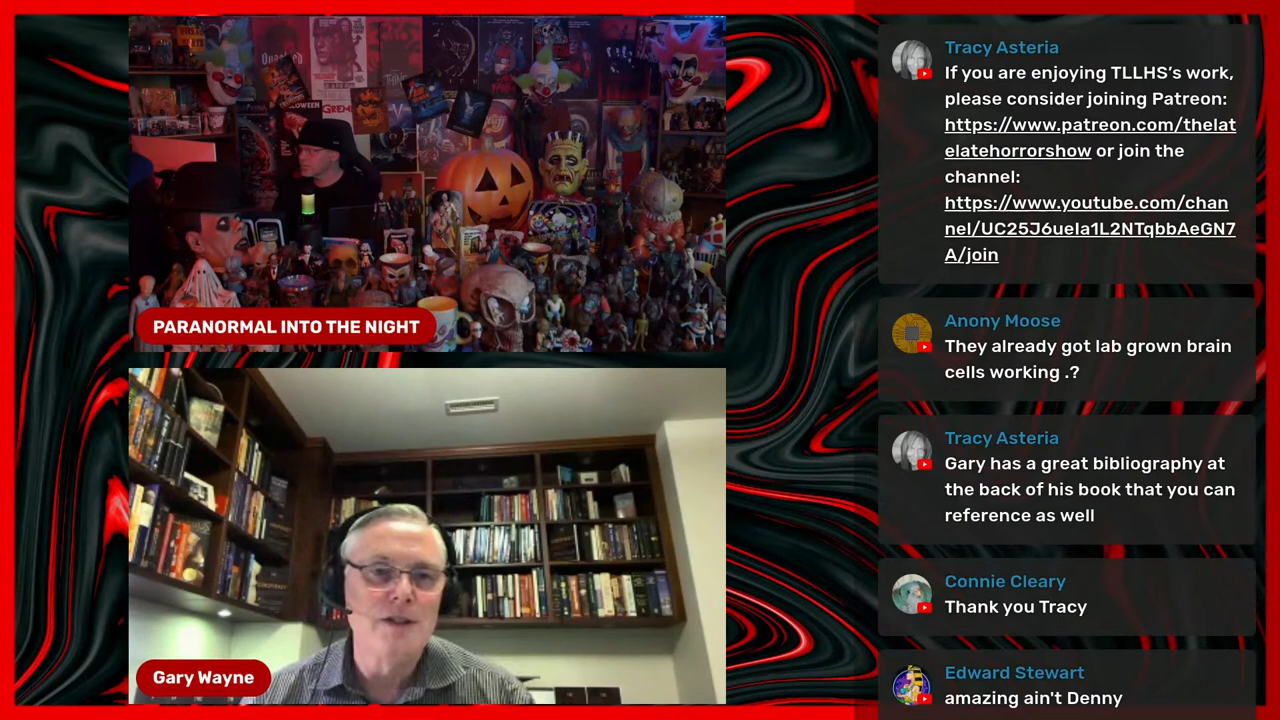 PARANORMAL INTO THE NIGHT
Gary Wayne
Tracy Asteria
If you are enjoying TLLHS’s work,
please consider joining Patreon:
https://www.patreon.com/thelat
elatehorrorshow or join the
channel:
https://www.youtube.com/chan
nel/UC25J6ueIa1L2NTqbbAeGN7
A/join
Anony Moose
They already got lab grown brain
cells working .?
Tracy Asteria
Gary has a great bibliography at
the back of his book that you can
reference as well
Connie Cleary
Thank you Tracy
Edward Stewart
amazing ain't Denny